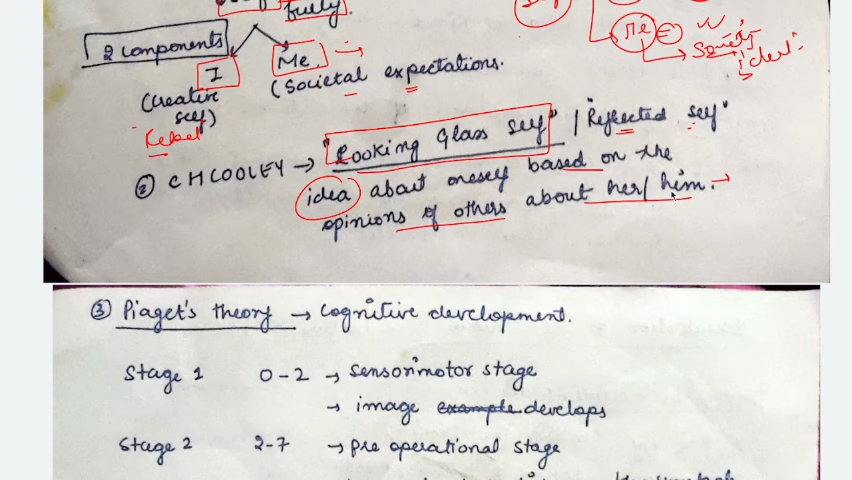 fully.
2 components
I
Me.
Me
Society
(Creative self)
(Societal expectations.
Rebel
② CH COOLEY → "Looking Glass self" / "Reflected self"
idea about oneself based on the
opinions of others about her/him. →
③ Piaget's theory → Cognitive development.
Stage 1 0-2 → sensorimotor stage
→ image example develops
Stage 2 2-7 → Pre operational stage